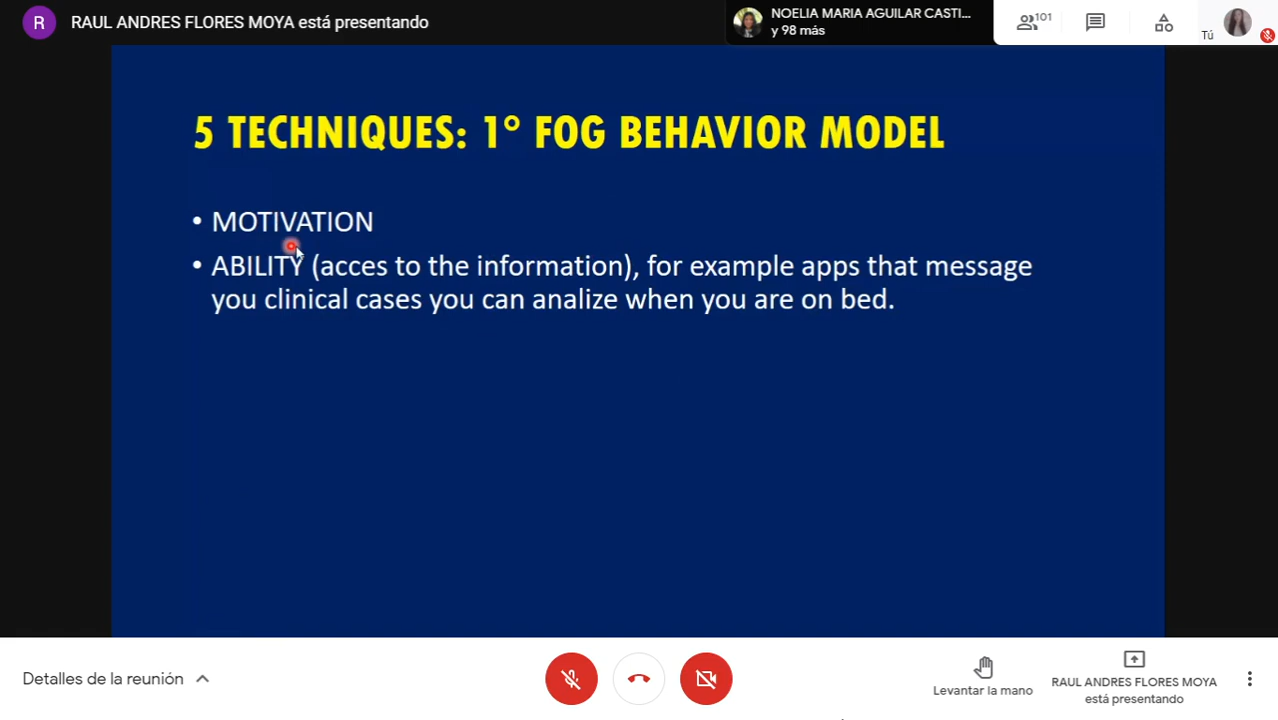 R
RAUL ANDRES FLORES MOYA está presentando
NOELIA MARIA AGUILAR CASTI...
y 98 más
101
Tú
5 TECHNIQUES: 1° FOG BEHAVIOR MODEL
• MOTIVATION
• ABILITY (acces to the information), for example apps that message
you clinical cases you can analize when you are on bed.
Detalles de la reunión
Levantar la mano
RAUL ANDRES FLORES MOYA
está presentando